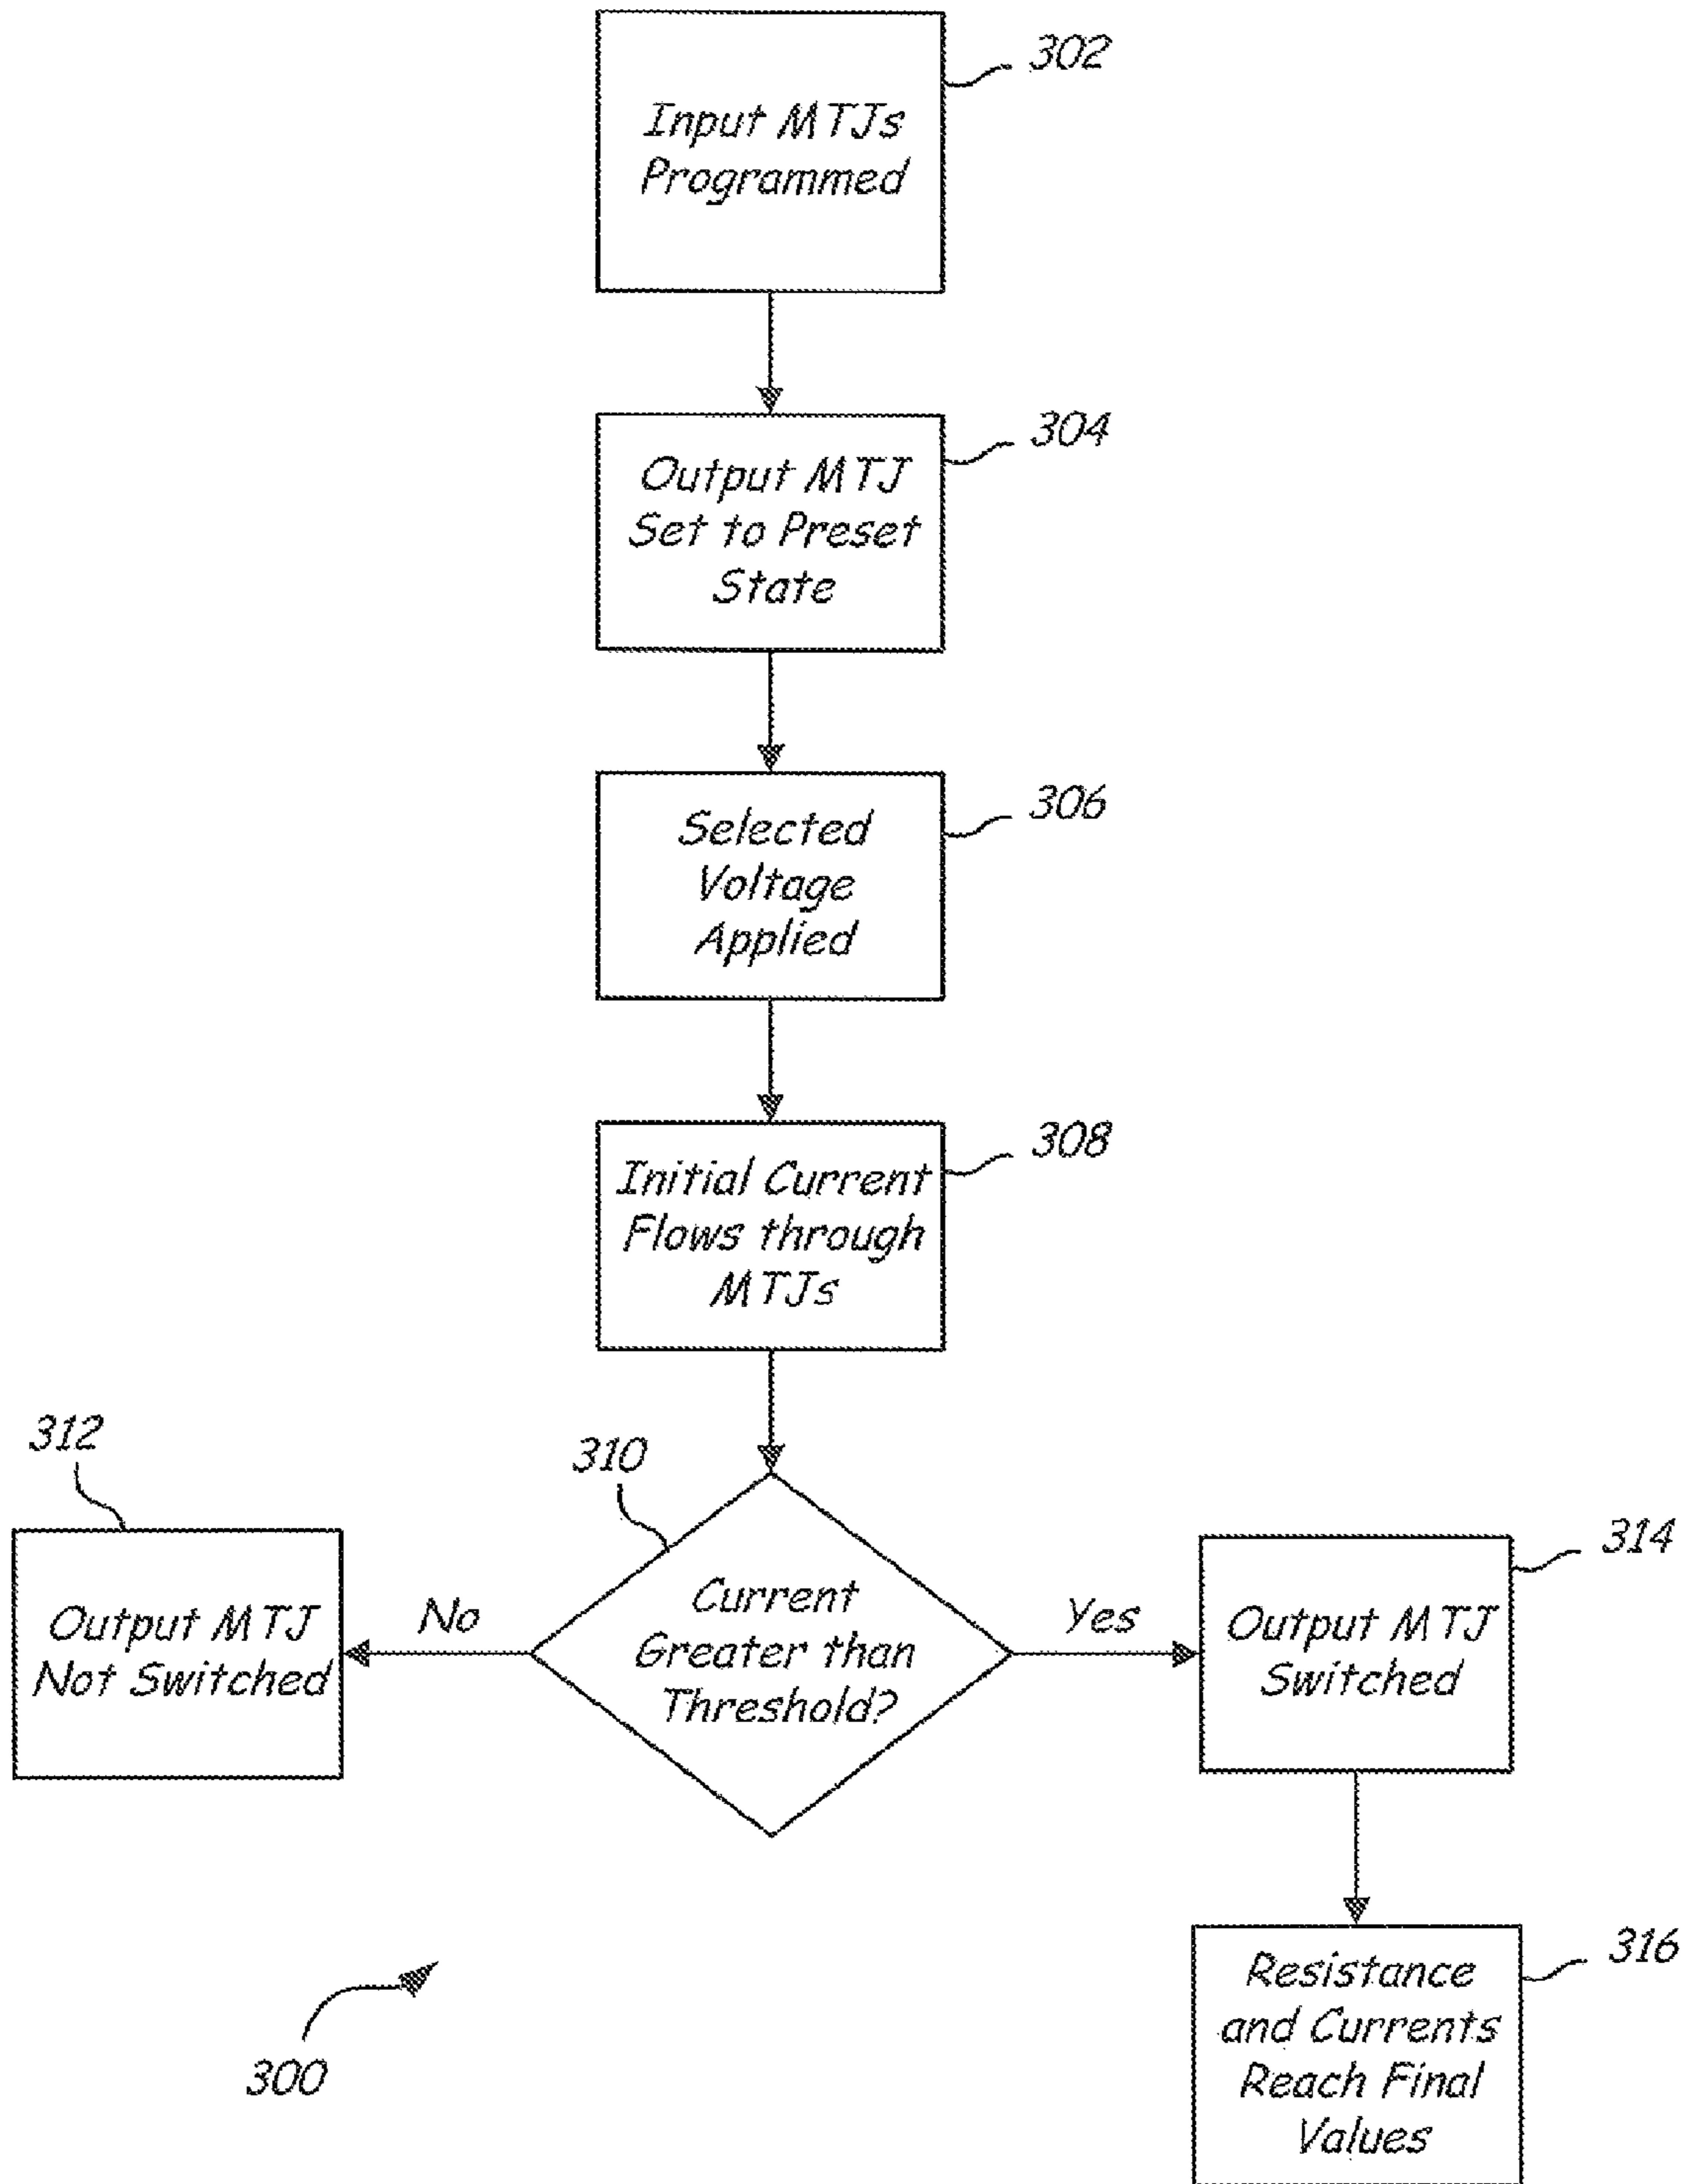 302
Input MTJs
Programmed
304
Output MTJ
Set to Preset
State
306
Selected
Voltage
Applied
308
Initial Current
Flows through
MTJs
312
310
314
Output MTJ
Not Switched
No
Current
Greater than
Threshold?
Yes
Output MTJ
Switched
316
Resistance
and Currents
Reach Final
Values
300